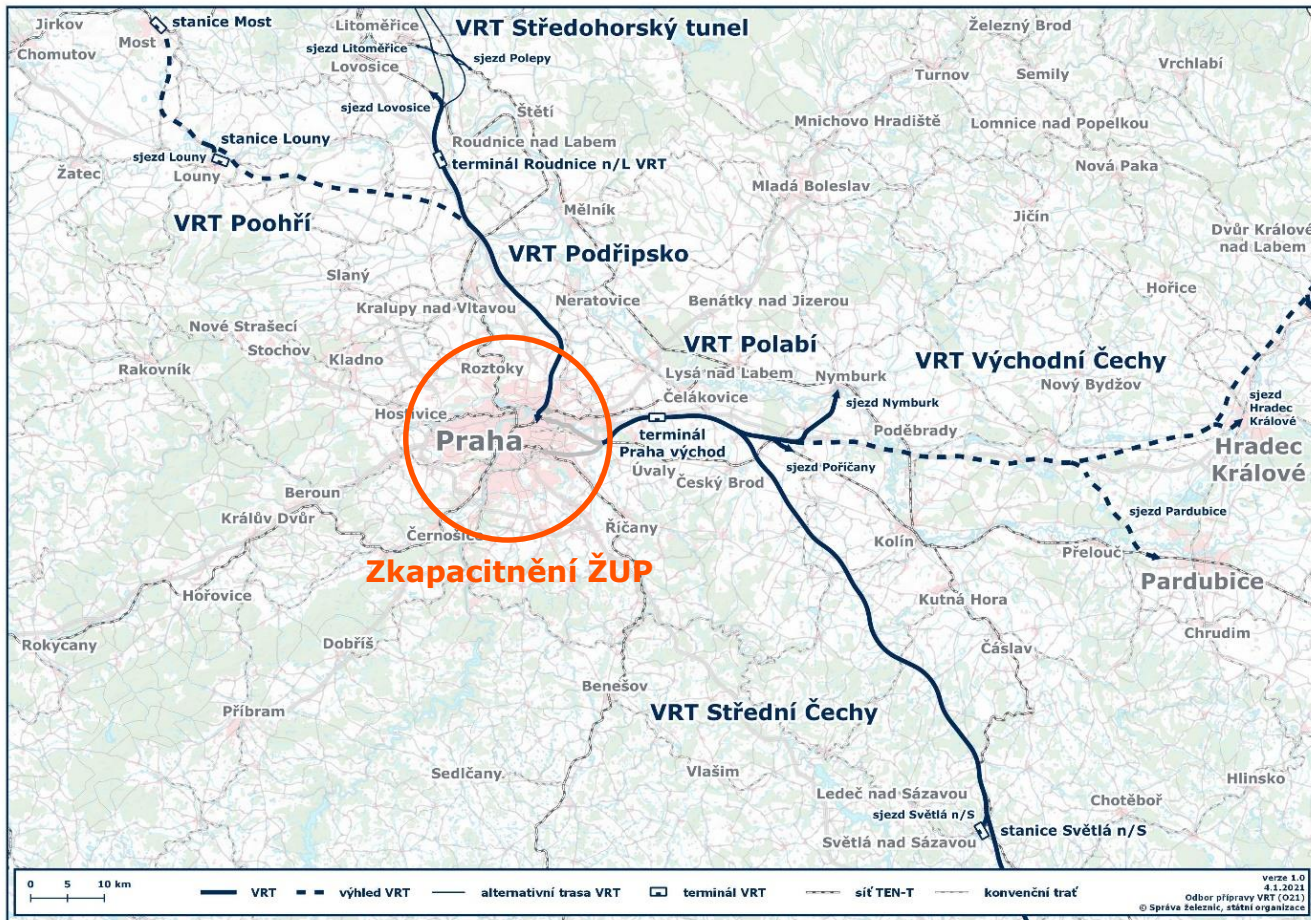 Jirkov
stanice Most
Litoměřice
VRT Středohorský tunel
Železný Brod
Most
sjezd Litoměřice
sjezd Polepy
Chomutov
Lovosice
Vrchlabí
Turnov
Semily
sjezd Lovosice
Štětí
Mnichovo Hradiště
Lomnice nad Popelkou
stanice Louny
Roudnice nad Labem
sjezd Louny
terminál Roudnice n/L VRT
Nová Paka
Žatec
Louny
Mladá Boleslav
VRT Poohří
Mělník
Jičín
Dvůr Králové
nad Labem
VRT Podřipsko
Slaný
Neratovice
Benátky nad Jizerou
Hořice
Kralupy nad Vltavou
Nové Strašecí
Stochov
VRT Polabí
Kladno
VRT Východní Čechy
Rakovník
Roztoky
Lysá nad Labem
Nymburk
Nový Bydžov
Čelákovice
sjezd Nymburk
sjezd
Hradec
Králové
Hostivice
Praha
terminál
Praha východ
Poděbrady
Hradec
Králové
Úvaly
sjezd Poříčany
Český Brod
Beroun
Králův Dvůr
sjezd Pardubice
Říčany
Černošice
Kolín
Přelouč
Zkapacitnění ŽUP
Pardubice
Hořovice
Kutná Hora
Chrudim
Rokycany
Dobříš
Čáslav
Benešov
Příbram
VRT Střední Čechy
Sedlčany
Vlašim
Hlinsko
Ledeč nad Sázavou
Chotěboř
sjezd Světlá n/S
stanice Světlá n/S
Světlá nad Sázavou
0 5 10 km
VRT
výhled VRT
alternativní trasa VRT
terminál VRT
síť TEN-T
konvenční trať
verze 1.0
4.1.2021
Odbor přípravy VRT (O21)
© Správa železnic, státní organizace